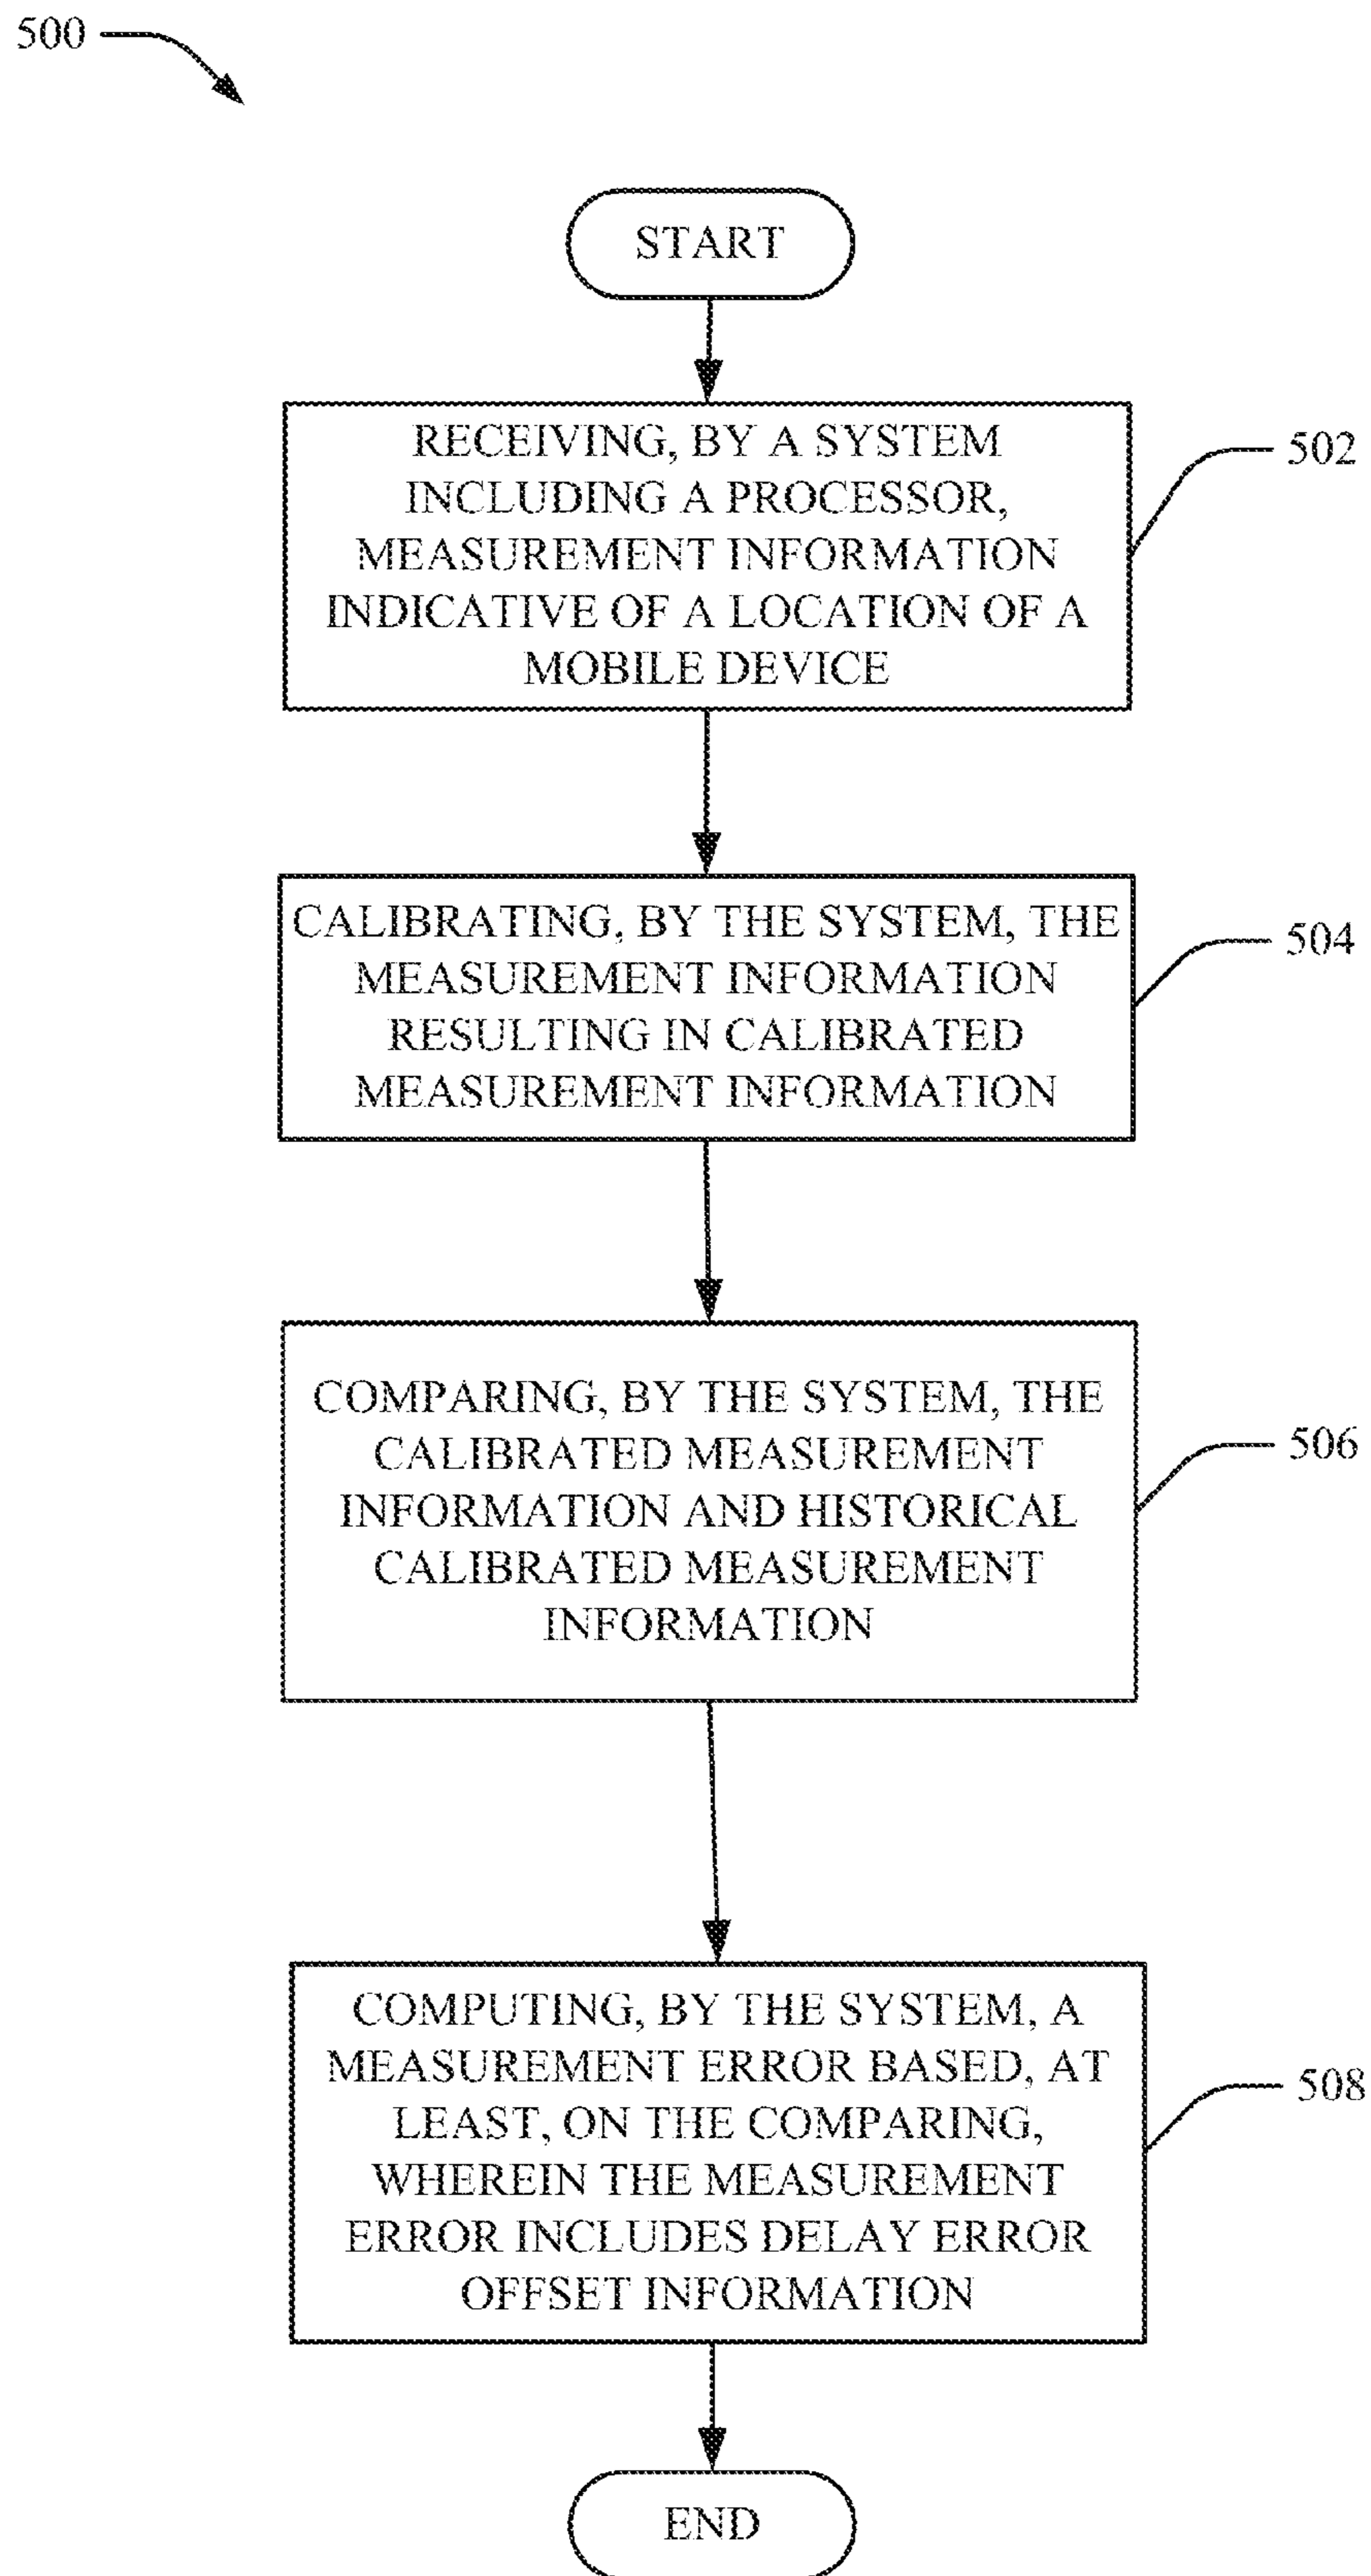 500
START
RECEIVING, BY A SYSTEM
INCLUDING A PROCESSOR,
MEASUREMENT INFORMATION
INDICATIVE OF A LOCATION OF A
MOBILE DEVICE
502
CALIBRATING, BY THE SYSTEM, THE
MEASUREMENT INFORMATION
RESULTING IN CALIBRATED
MEASUREMENT INFORMATION
504
COMPARING, BY THE SYSTEM, THE
CALIBRATED MEASUREMENT
INFORMATION AND HISTORICAL
CALIBRATED MEASUREMENT
INFORMATION
506
COMPUTING, BY THE SYSTEM, A
MEASUREMENT ERROR BASED, AT
LEAST, ON THE COMPARING,
WHEREIN THE MEASUREMENT
ERROR INCLUDES DELAY ERROR
OFFSET INFORMATION
508
END